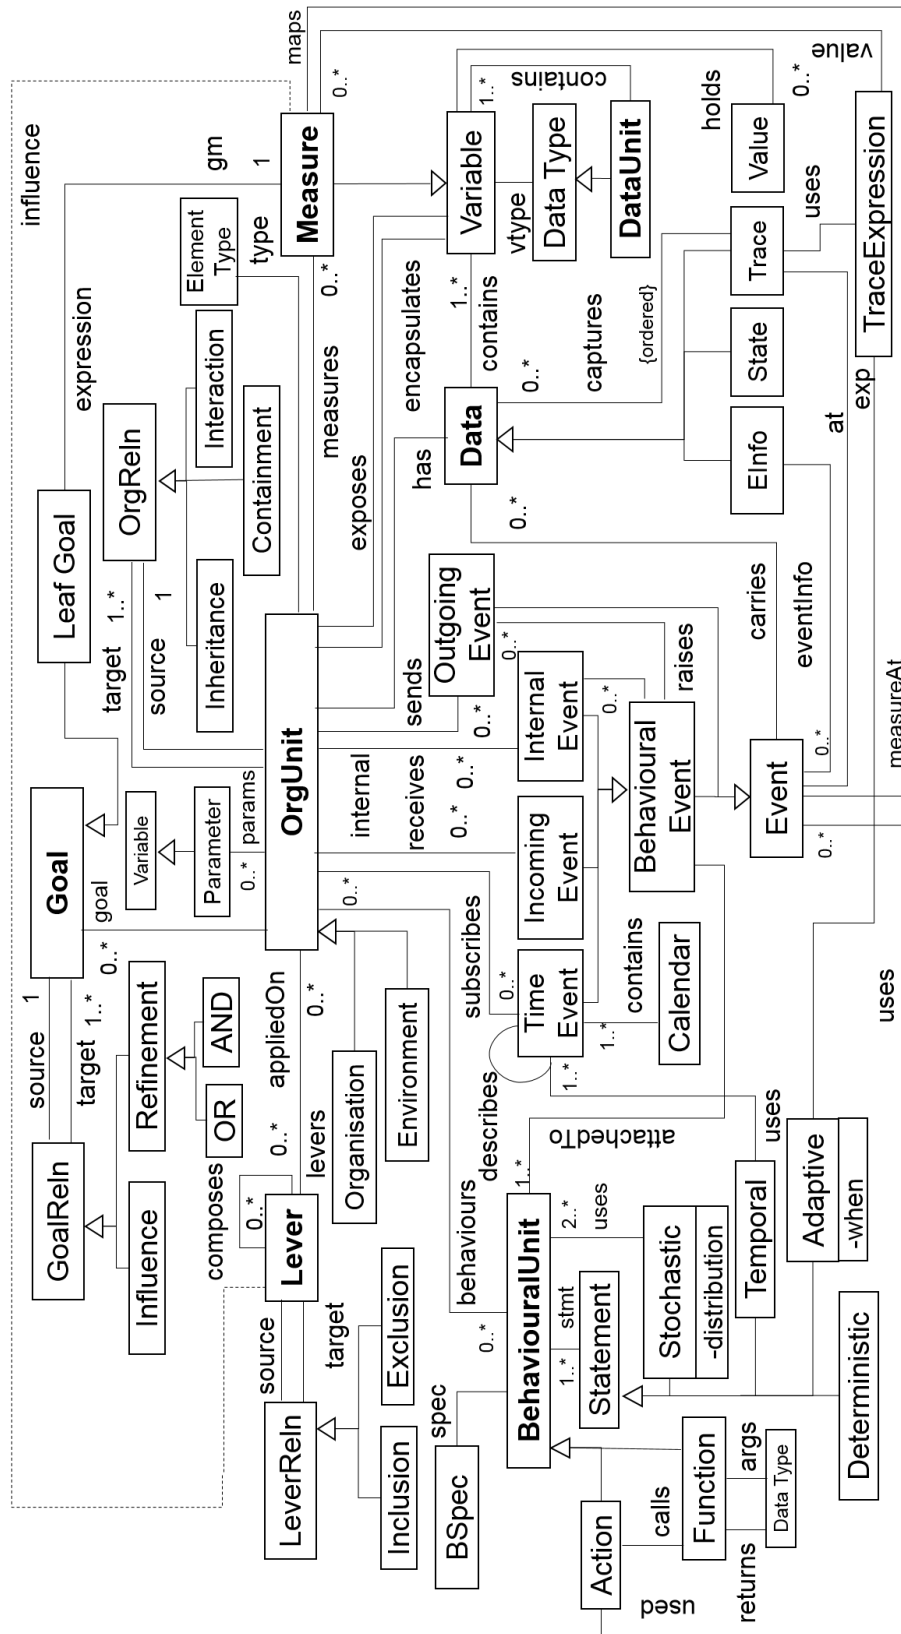 influence
source
1
target
1..*
GoalReln
Goal
goal
0..*
Leaf Goal
expression
gm
1
maps
Influence
Refinement
OR
AND
composes
0..*
0..*
Lever
levers
appliedOn
0..*
source
target
LeverReln
Inclusion
Exclusion
Organisation
Environment
Variable
Parameter
0..*
params
OrgUnit
target
1..*
source
1
OrgReln
Inheritance
Containment
Interaction
Element
Type
type
Measure
0..*
0..*
measures
exposes
encapsulates
has
sends
internal
receives
subscribes
0..*
behaviours
0..*
BSpec
spec
BehaviouralUnit
describes
1..*
attachedTo
stmt
1..*
2..*
uses
Statement
Stochastic
-distribution
Temporal
uses
Adaptive
-when
uses
Deterministic
Action
calls
Function
args
returns
Data Type
used
0..*
Time
Event
1..*
1..*
contains
Calendar
0..*
Incoming
Event
0..*
Internal
Event
0..*
0..*
Outgoing
Event
0..*
raises
Behavioural
Event
Event
0..*
0..*
carries
eventInfo
measureAt
Data
0..*
0..*
contains
1..*
captures
{ordered}
EInfo
State
Trace
at
exp
uses
TraceExpression
value
Variable
1..*
contains
vtype
Data Type
DataUnit
holds
0..*
Value